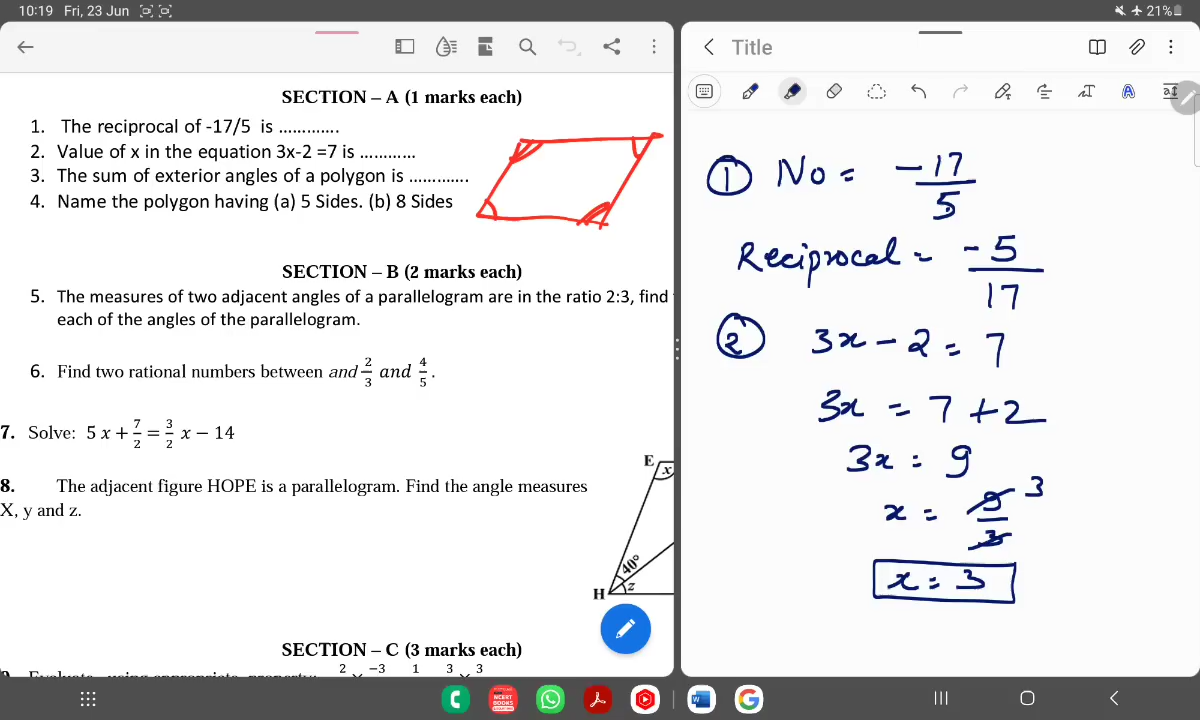 10:19 Fri, 23 Jun
21%
SECTION – A (1 marks each)
1. The reciprocal of -17/5 is .............
2. Value of x in the equation 3x-2 =7 is ............
3. The sum of exterior angles of a polygon is .............
4. Name the polygon having (a) 5 Sides. (b) 8 Sides
SECTION – B (2 marks each)
5. The measures of two adjacent angles of a parallelogram are in the ratio 2:3, find
each of the angles of the parallelogram.
6. Find two rational numbers between and 2/3 and 4/5.
7. Solve: 5 x + 7/2 = 3/2 x – 14
8. The adjacent figure HOPE is a parallelogram. Find the angle measures
X, y and z.
E
x
40°
z
H
SECTION – C (3 marks each)
Title
① No = -17/5
Reciprocal = -5/17
② 3x - 2 = 7
3x = 7 + 2
3x = 9
x = 9/3 3
x = 3
NCERT
BOOKS